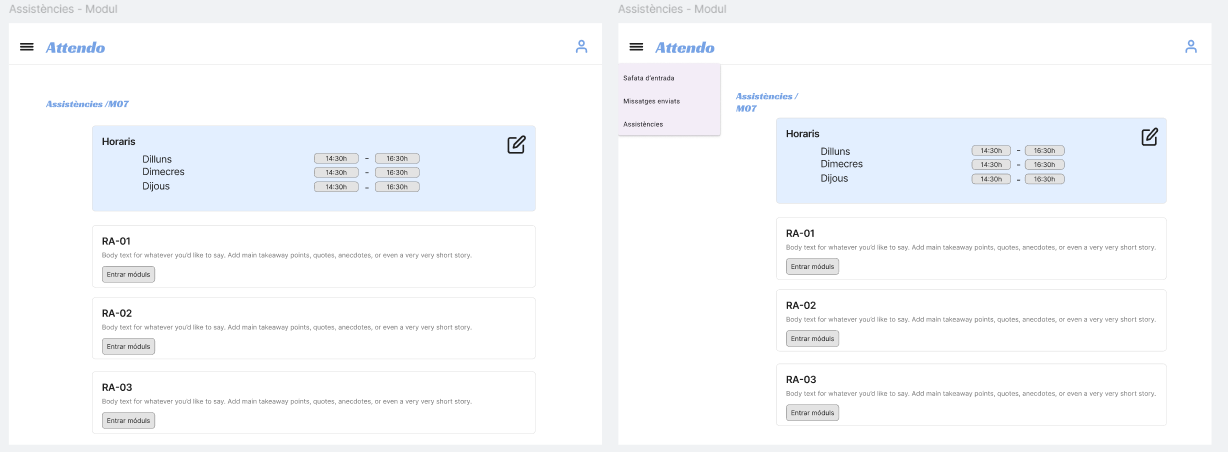 Assistències - Modul
Attendo
Assistències /M07
Horaris
Dilluns 14:30h - 16:30h
Dimecres 14:30h - 16:30h
Dijous 14:30h - 16:30h
RA-01
Body text for whatever you'd like to say. Add main takeaway points, quotes, anecdotes, or even a very very short story.
Entrar móduls
RA-02
Body text for whatever you'd like to say. Add main takeaway points, quotes, anecdotes, or even a very very short story.
Entrar móduls
RA-03
Body text for whatever you'd like to say. Add main takeaway points, quotes, anecdotes, or even a very very short story.
Entrar móduls
Assistències - Modul
Attendo
Safata d'entrada
Missatges enviats
Assistències
Assistències /
M07
Horaris
Dilluns 14:30h - 16:30h
Dimecres 14:30h - 16:30h
Dijous 14:30h - 16:30h
RA-01
Body text for whatever you'd like to say. Add main takeaway points, quotes, anecdotes, or even a very very short story.
Entrar móduls
RA-02
Body text for whatever you'd like to say. Add main takeaway points, quotes, anecdotes, or even a very very short story.
Entrar móduls
RA-03
Body text for whatever you'd like to say. Add main takeaway points, quotes, anecdotes, or even a very very short story.
Entrar móduls